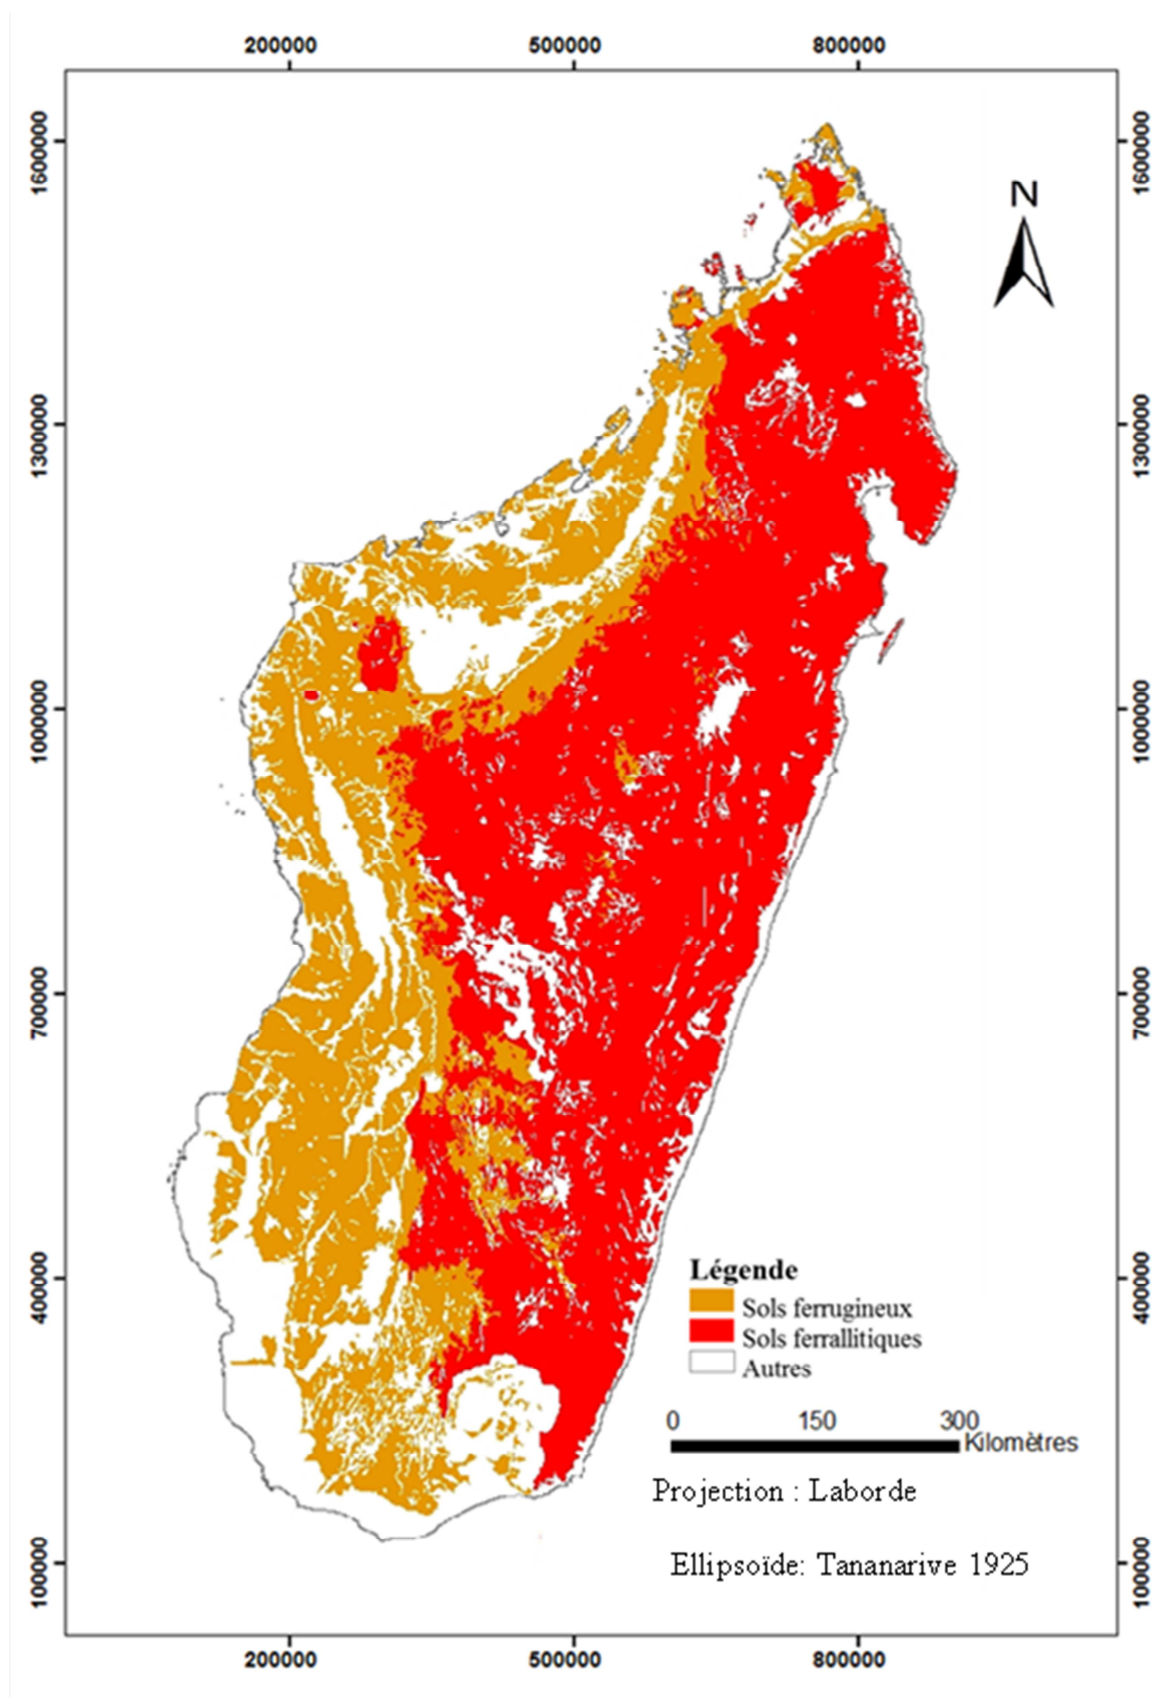 200000 500000 800000
1600000 1600000
N
1300000 1300000
1000000 1000000
700000 700000
400000 400000
Légende
Sols ferrugineux
Sols ferrallitiques
Autres
0 150 300
Kilomètres
Projection : Laborde
Ellipsoïde: Tananarive 1925
100000 100000
200000 500000 800000